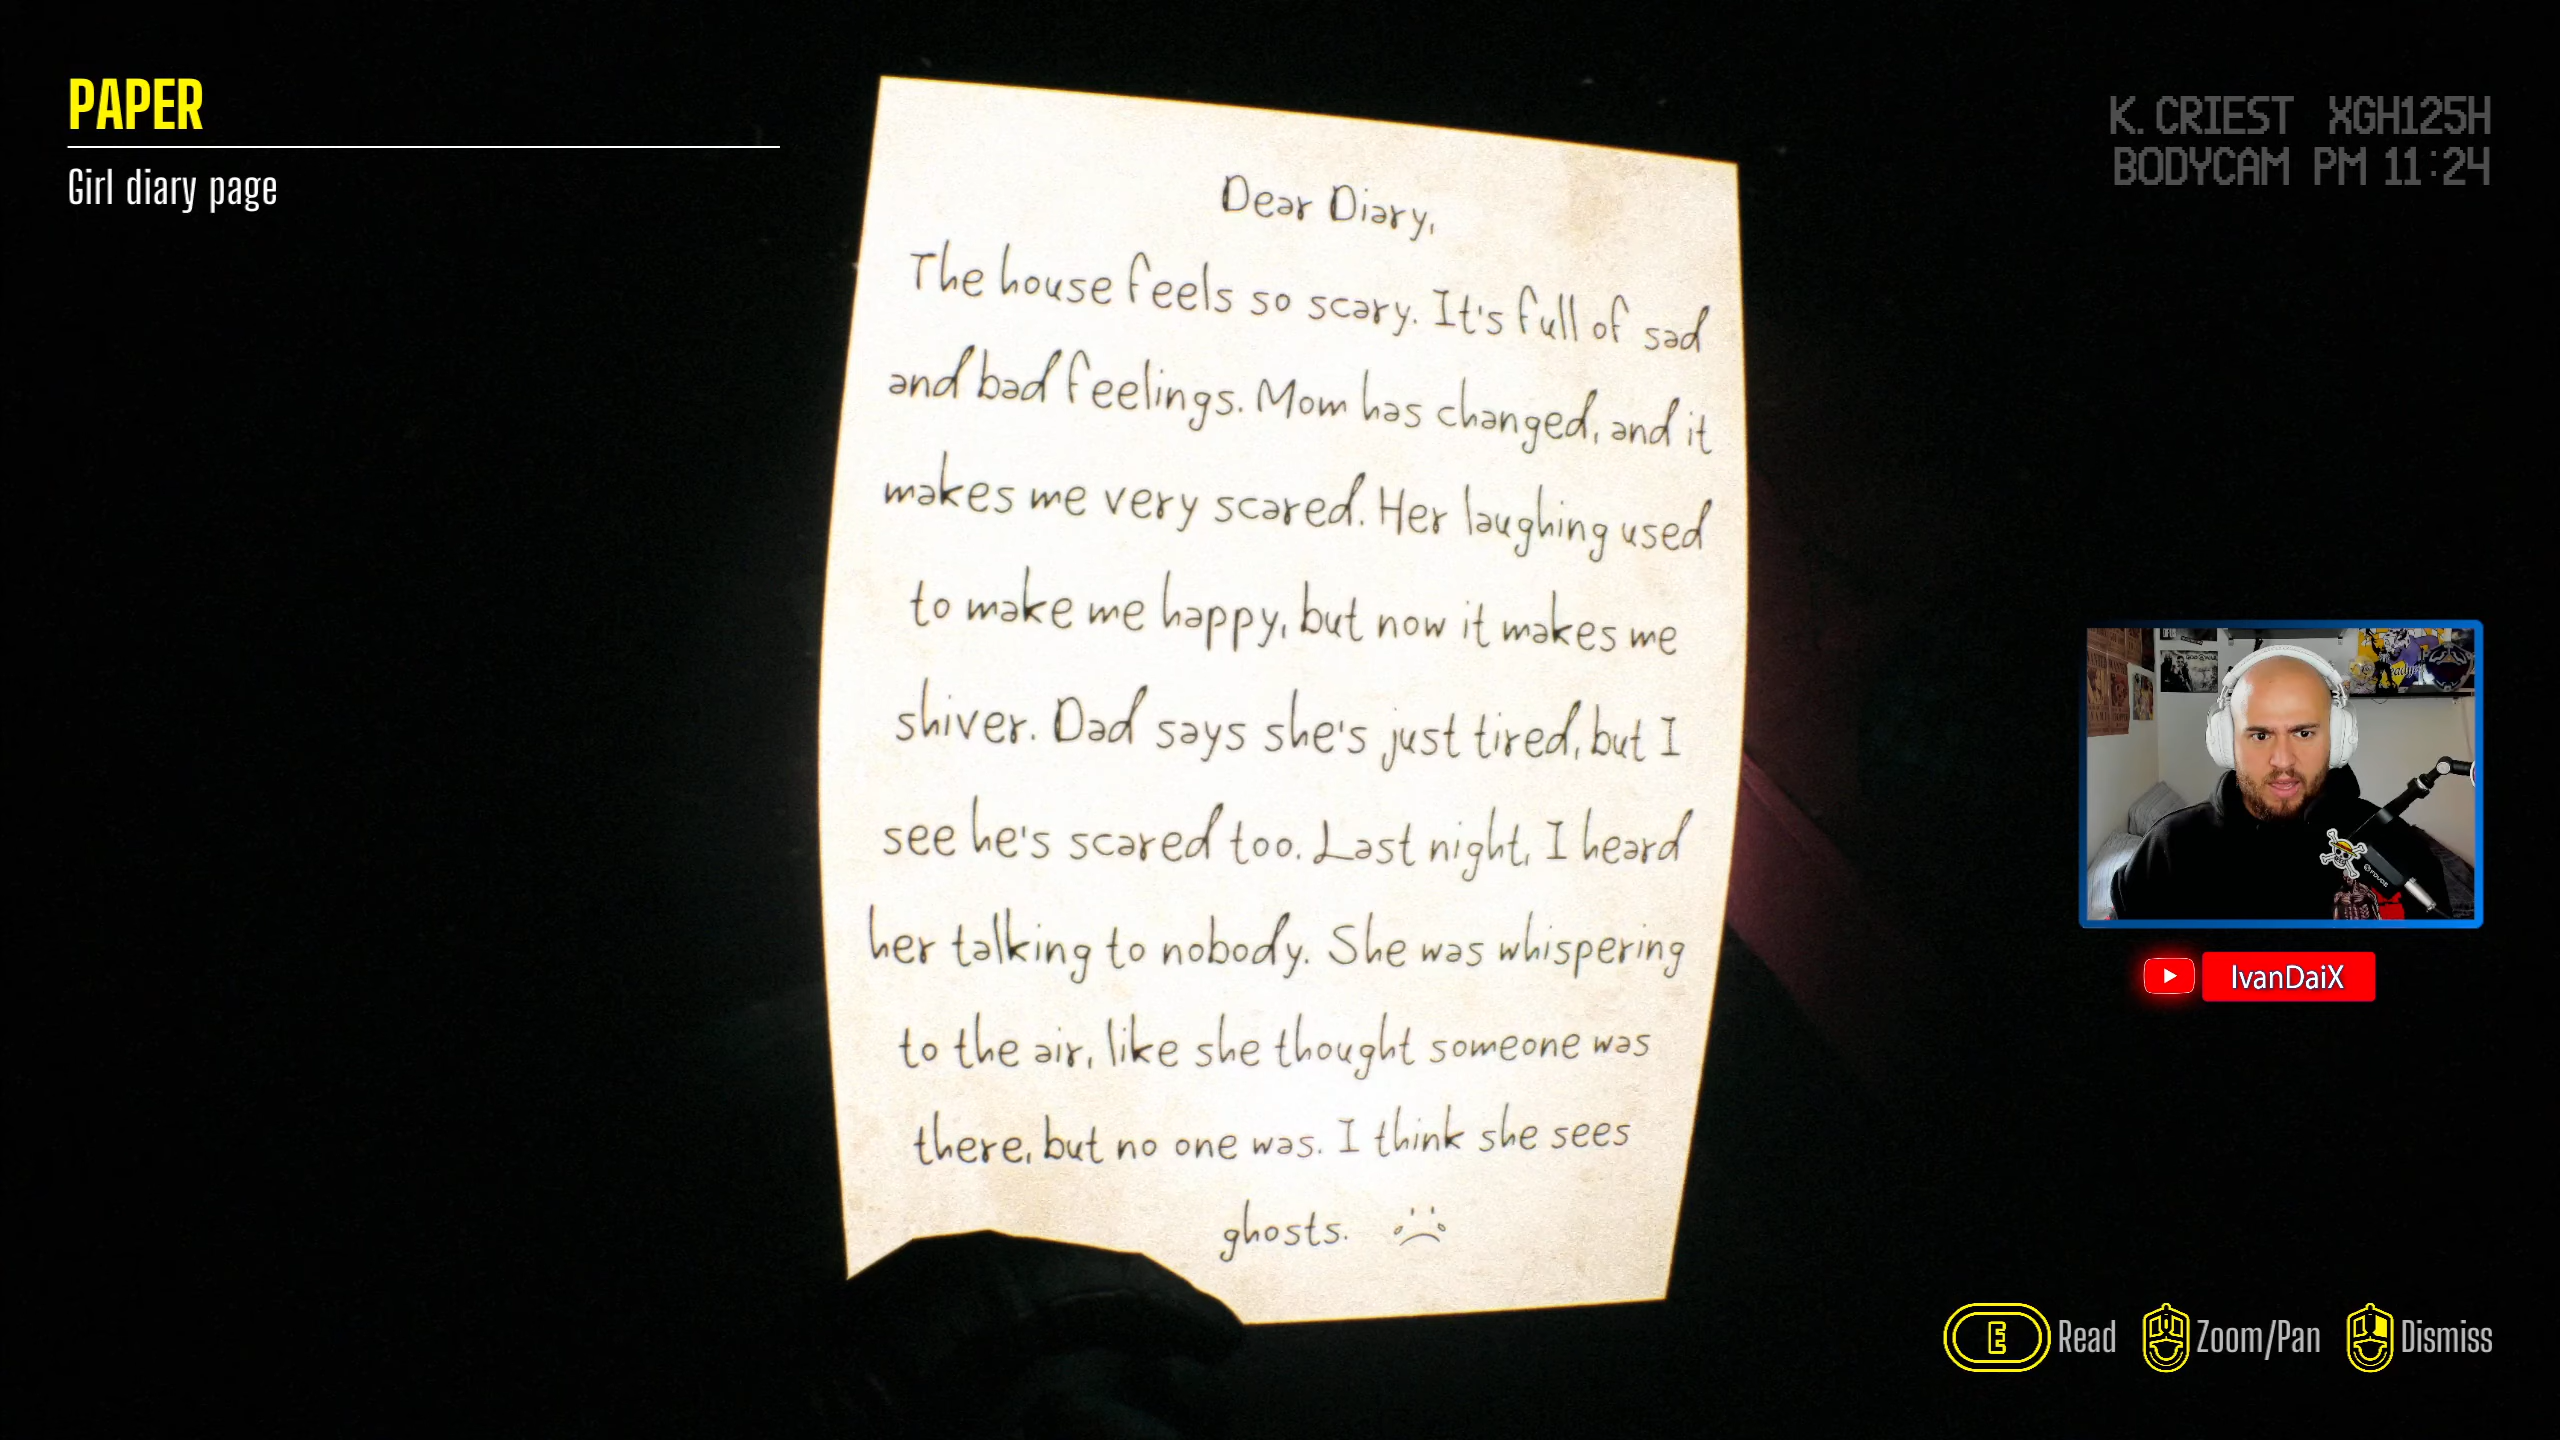 PAPER
Girl diary page
K. CRIEST XGH125H
BODYCAM PM 11:24
Dear Diary,
The house feels so scary. It's full of sad
and bad feelings. Mom has changed, and it
makes me very scared. Her laughing used
to make me happy, but now it makes me
shiver. Dad says she's just tired, but I
see he's scared too. Last night, I heard
her talking to nobody. She was whispering
to the air, like she thought someone was
there, but no one was. I think she sees
ghosts.
IvanDaiX
E Read Zoom/Pan Dismiss